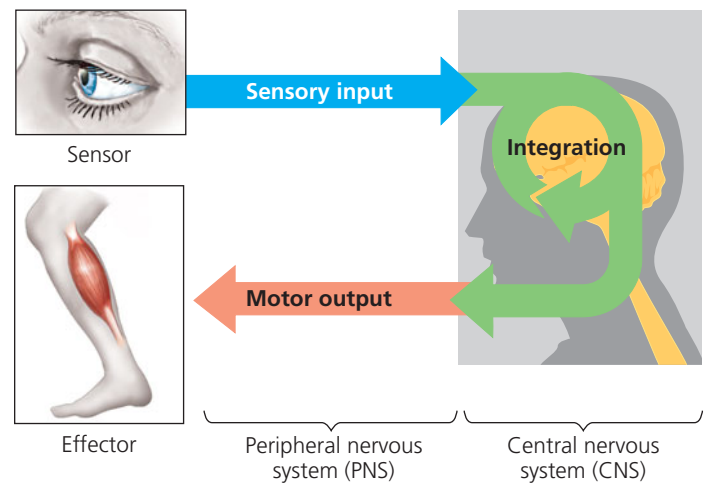 Sensory input
Integration
Sensor
Motor output
Effector
Peripheral nervous
system (PNS)
Central nervous
system (CNS)